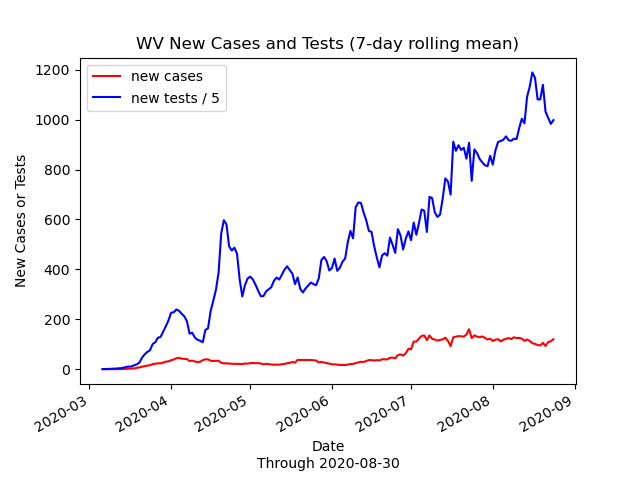 WV New Cases and Tests (7-day rolling mean)
new cases
new tests / 5
New Cases or Tests
1200
1000
800
600
400
200
0
2020-03
2020-04
2020-05
2020-06
2020-07
2020-08
2020-09
Date
Through 2020-08-30